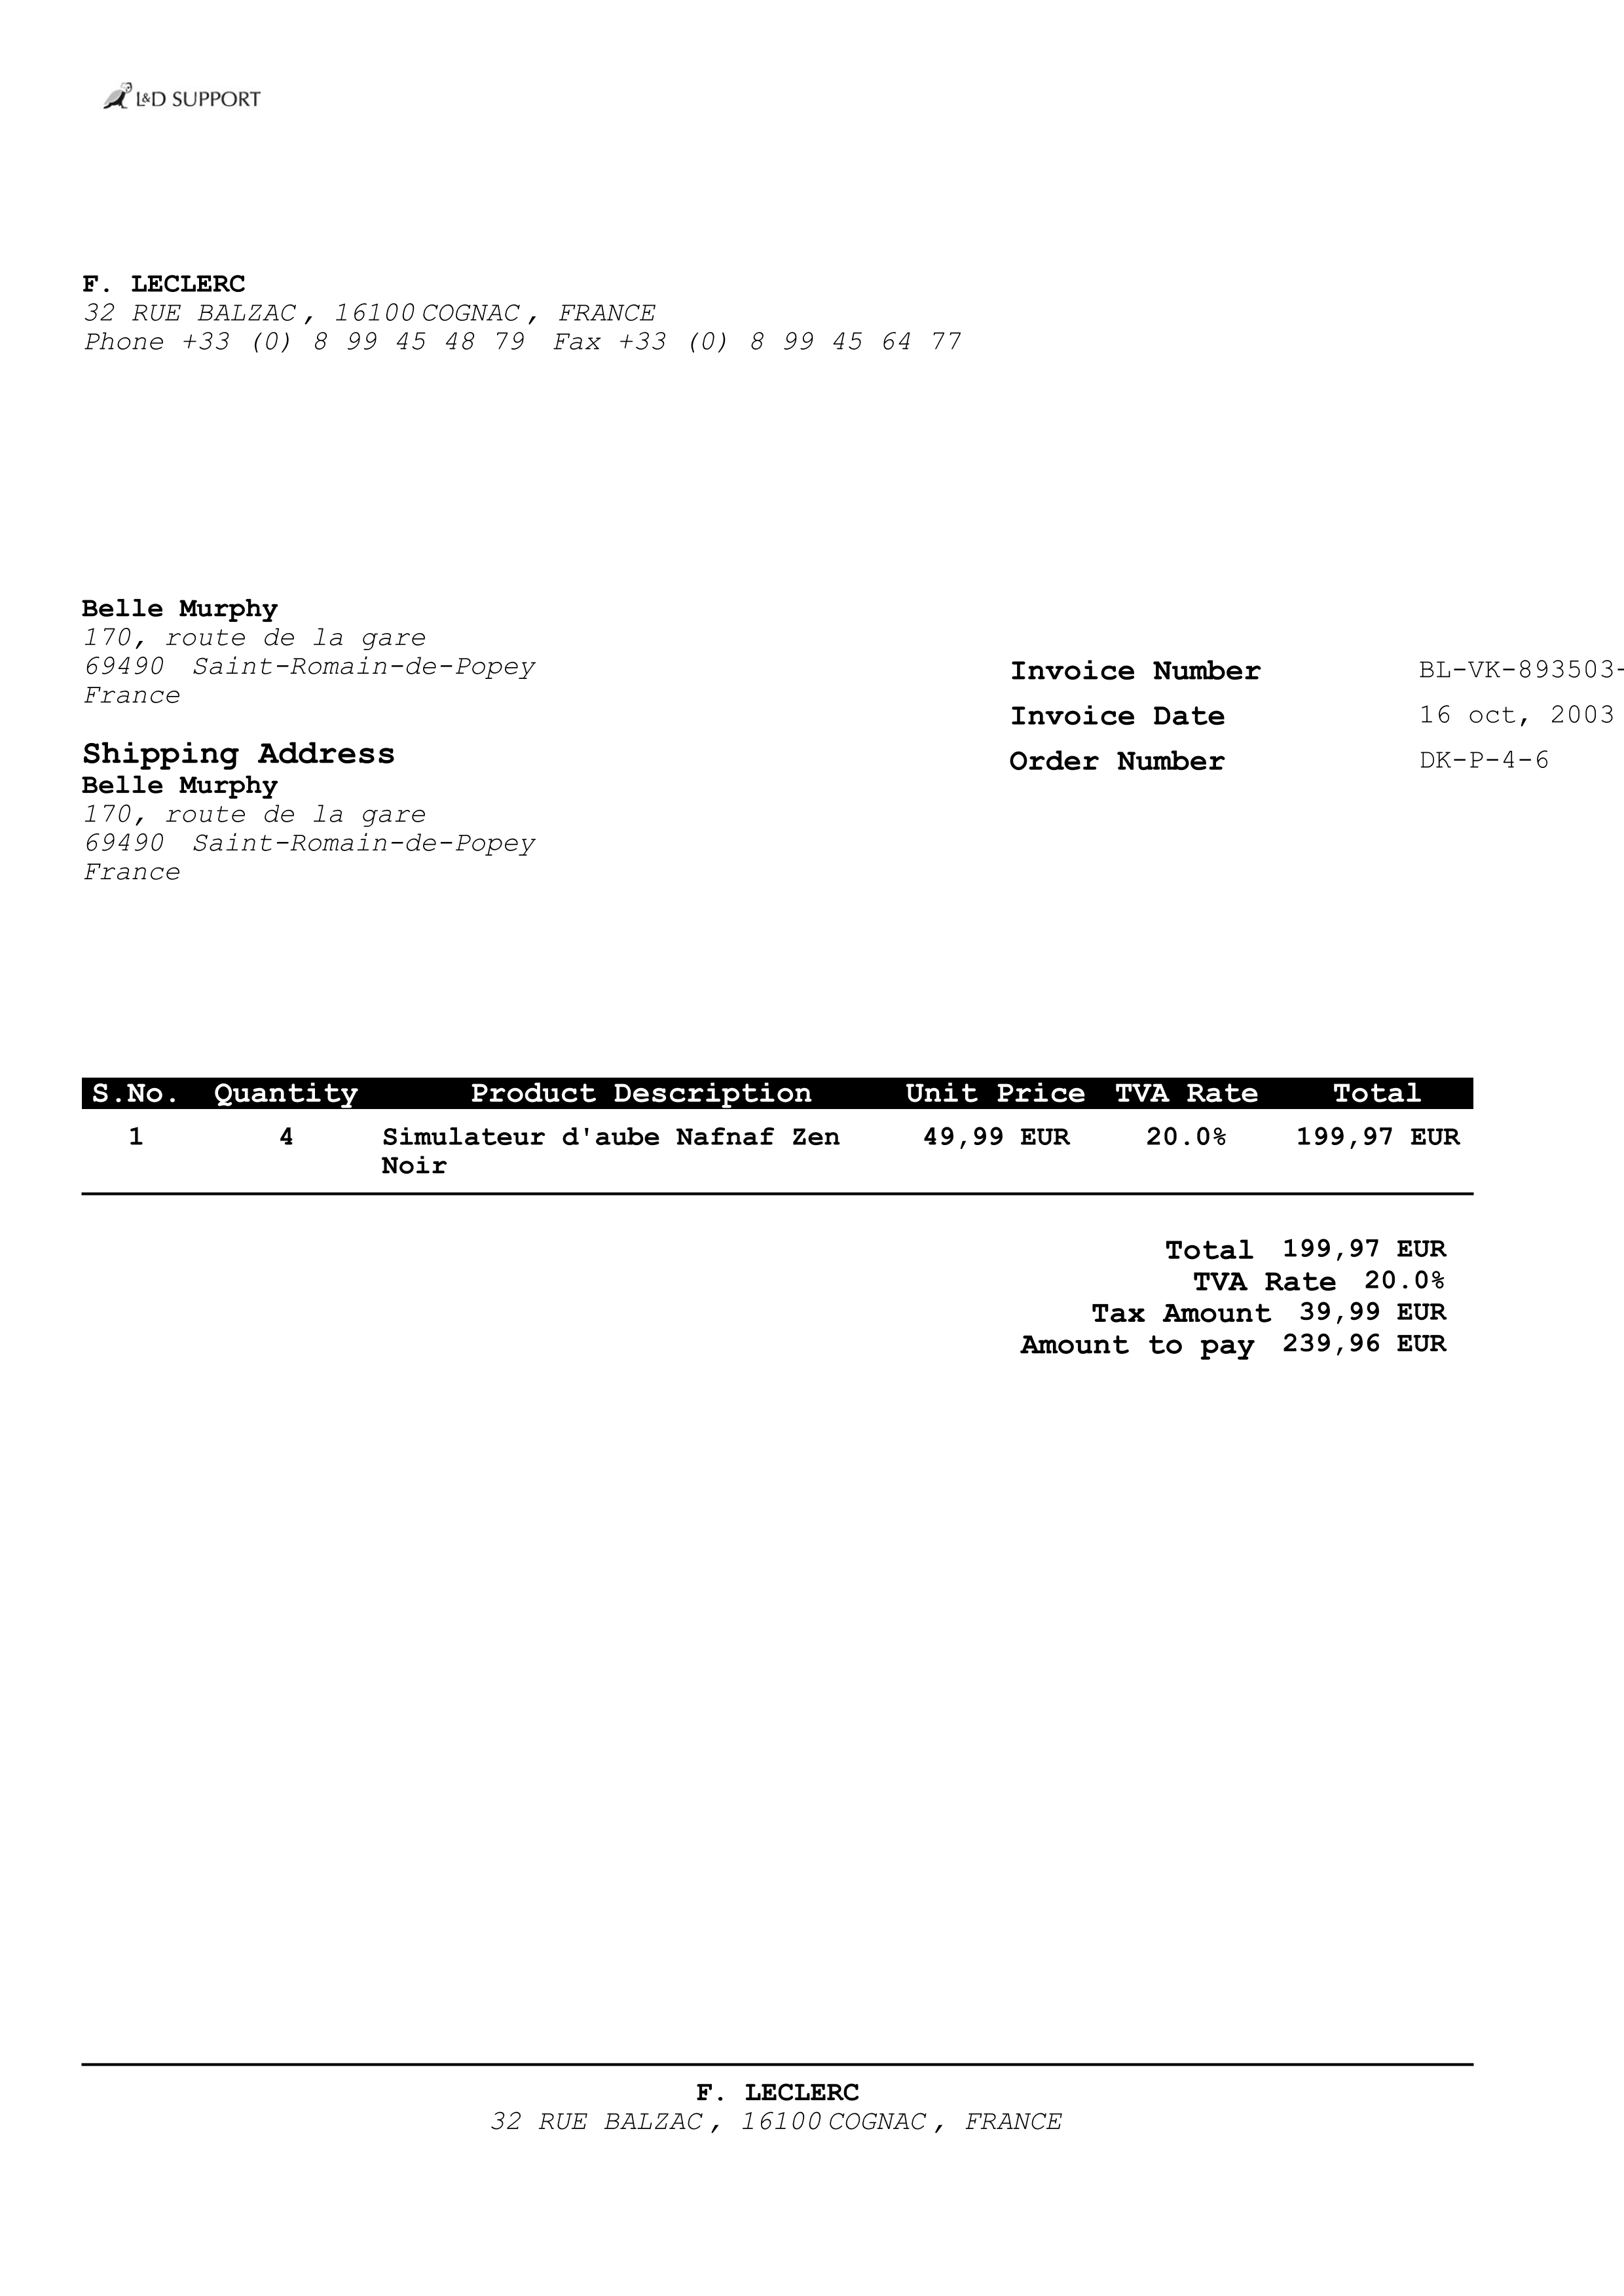 L&D SUPPORT
F. LECLERC
32 RUE BALZAC, 16100 COGNAC, FRANCE
Phone +33 (0) 8 99 45 48 79 Fax +33 (0) 8 99 45 64 77
Belle Murphy
170, route de la gare
69490 Saint-Romain-de-Popey
France
Invoice Number BL-VK-893503-
Invoice Date 16 oct, 2003
Order Number DK-P-4-6
Shipping Address
Belle Murphy
170, route de la gare
69490 Saint-Romain-de-Popey
France
S.No. Quantity Product Description Unit Price TVA Rate Total
1 4 Simulateur d'aube Nafnaf Zen 49,99 EUR 20.0% 199,97 EUR
Noir
Total 199,97 EUR
TVA Rate 20.0%
Tax Amount 39,99 EUR
Amount to pay 239,96 EUR
F. LECLERC
32 RUE BALZAC, 16100 COGNAC, FRANCE